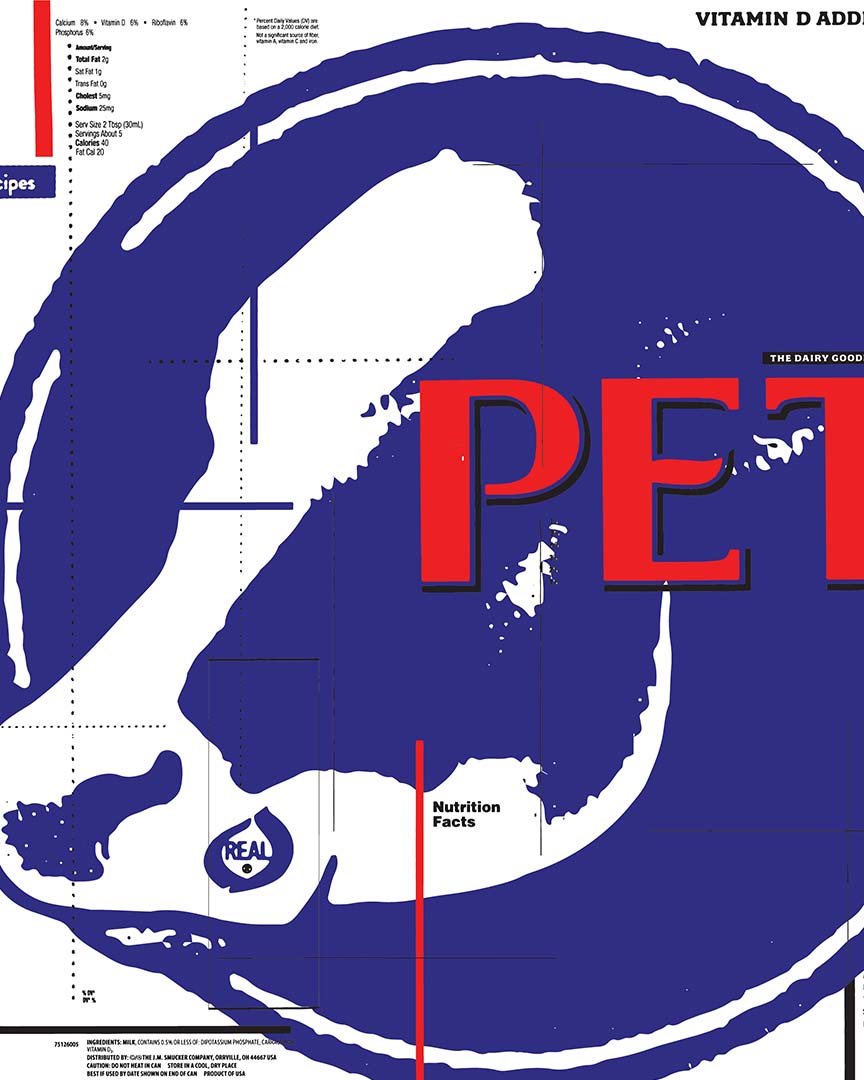 VITAMIN D ADD
Calcium 8% • Vitamin D 6% • Riboflavin 6%
Phosphorus 6%
* Percent Daily Values (DV) are
based on a 2,000 calorie diet.
Not a significant source of fiber,
vitamin A, vitamin C and iron.
Amount/Serving
Total Fat 2g
Sat Fat 1g
Trans Fat 0g
Cholest 5mg
Sodium 25mg
Serv Size 2 Tbsp (30mL)
Servings About 5
Calories 40
Fat Cal 20
cipes
THE DAIRY GOOD
PET
Nutrition
Facts
REAL
% DV*
DV* %
75126005
INGREDIENTS: MILK, CONTAINS 0.5% OR LESS OF: DIPOTASSIUM PHOSPHATE,
VITAMIN D3.
DISTRIBUTED BY: ©/®/ THE J.M. SMUCKER COMPANY, ORRVILLE, OH 44667 USA
CAUTION: DO NOT HEAT IN CAN STORE IN A COOL, DRY PLACE
BEST IF USED BY DATE SHOWN ON END OF CAN PRODUCT OF USA